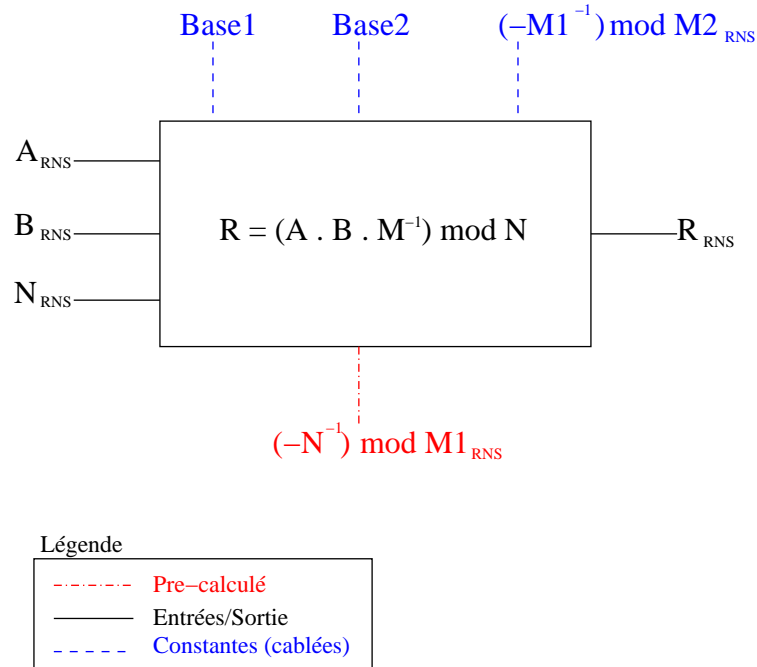 Base1 Base2 (−M1⁻¹) mod M2 RNS
A RNS
B RNS
N RNS
R = (A . B . M⁻¹) mod N
R RNS
(−N⁻¹) mod M1 RNS
Légende
Pre−calculé
Entrées/Sortie
Constantes (cablées)